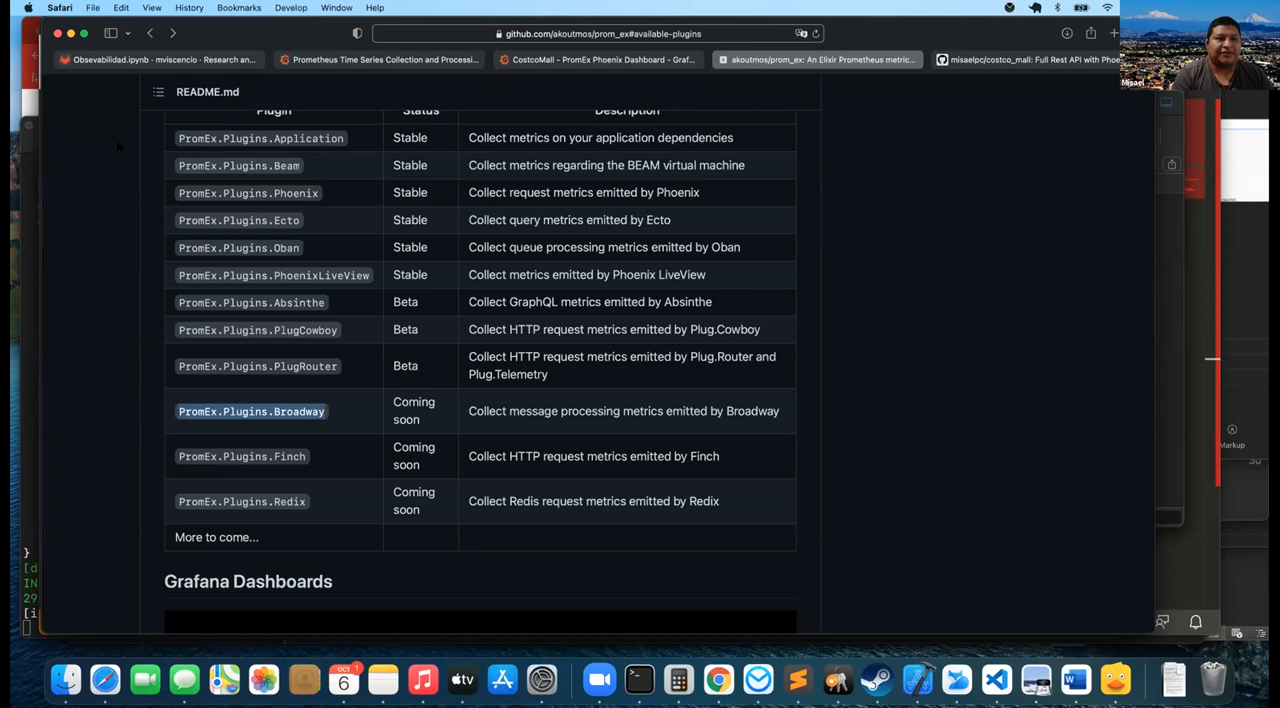 Safari File Edit View History Bookmarks Develop Window Help
github.com/akoutmos/prom_ex#available-plugins
Obsevabilidad.ipynb · mviscencio · Research an...
Prometheus Time Series Collection and Processi...
CostcoMall - PromEx Phoenix Dashboard - Graf...
akoutmos/prom_ex: An Elixir Prometheus metric...
misaelpc/costco_mall: Full Rest API with Phoe
Misael
README.md
Plugin Status Description
PromEx.Plugins.Application Stable Collect metrics on your application dependencies
PromEx.Plugins.Beam Stable Collect metrics regarding the BEAM virtual machine
PromEx.Plugins.Phoenix Stable Collect request metrics emitted by Phoenix
PromEx.Plugins.Ecto Stable Collect query metrics emitted by Ecto
PromEx.Plugins.Oban Stable Collect queue processing metrics emitted by Oban
PromEx.Plugins.PhoenixLiveView Stable Collect metrics emitted by Phoenix LiveView
PromEx.Plugins.Absinthe Beta Collect GraphQL metrics emitted by Absinthe
PromEx.Plugins.PlugCowboy Beta Collect HTTP request metrics emitted by Plug.Cowboy
PromEx.Plugins.PlugRouter Beta Collect HTTP request metrics emitted by Plug.Router and
Plug.Telemetry
PromEx.Plugins.Broadway Coming
soon Collect message processing metrics emitted by Broadway
PromEx.Plugins.Finch Coming
soon Collect HTTP request metrics emitted by Finch
PromEx.Plugins.Redix Coming
soon Collect Redis request metrics emitted by Redix
More to come...
Grafana Dashboards
Markup
}
[d
IN
29
[i
OCT 1
6
tv